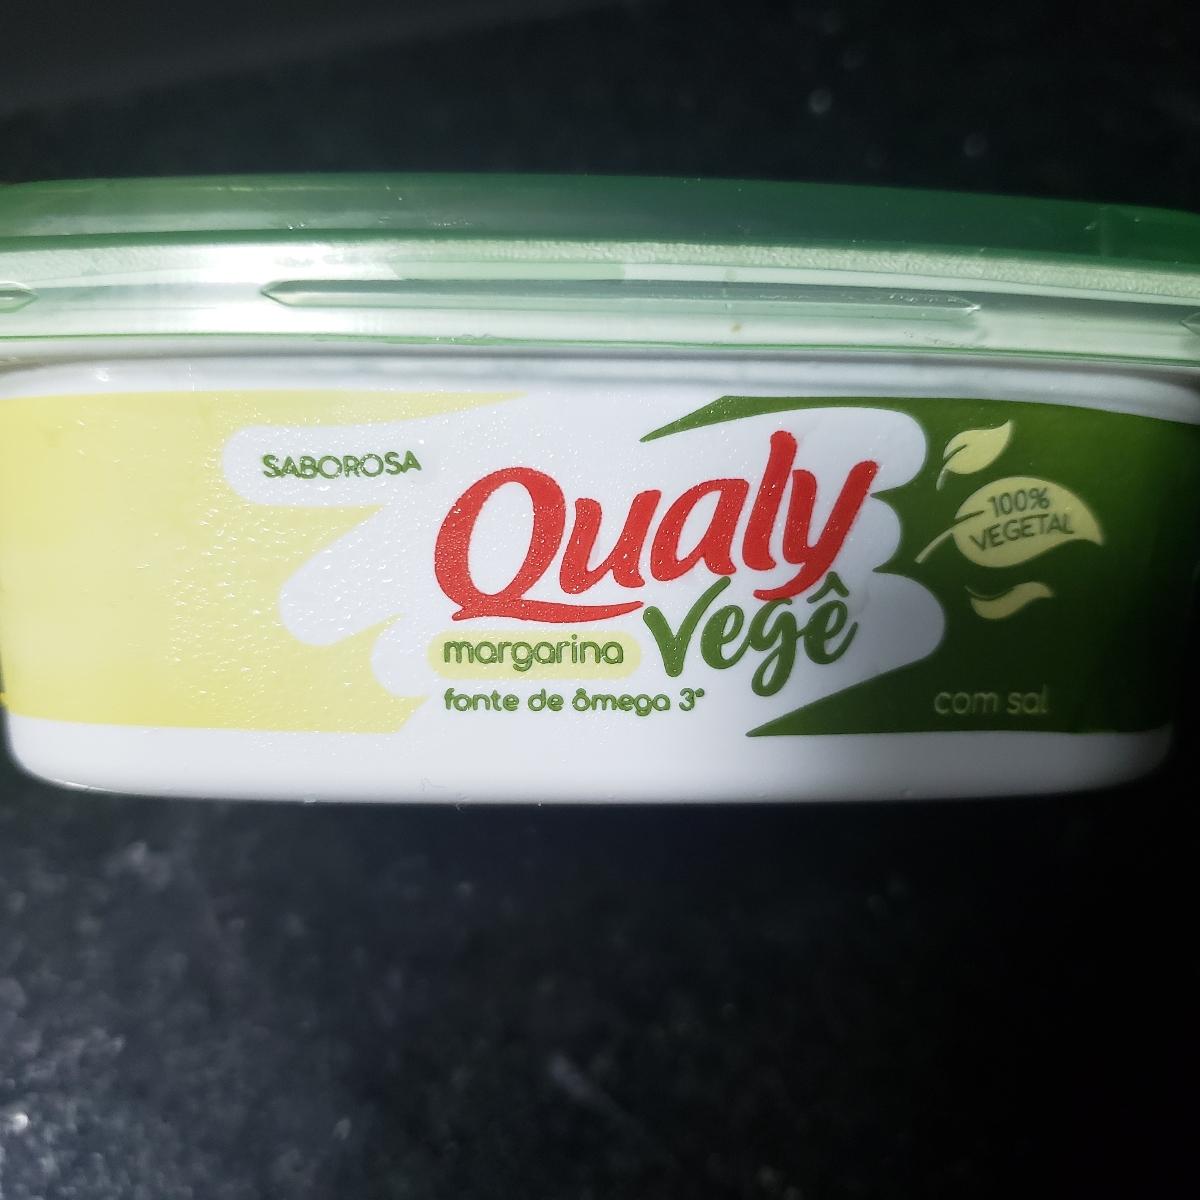 SABOROSA
Qualy
Vegê
margarina
fonte de ômega 3*
100%
VEGETAL
com sal